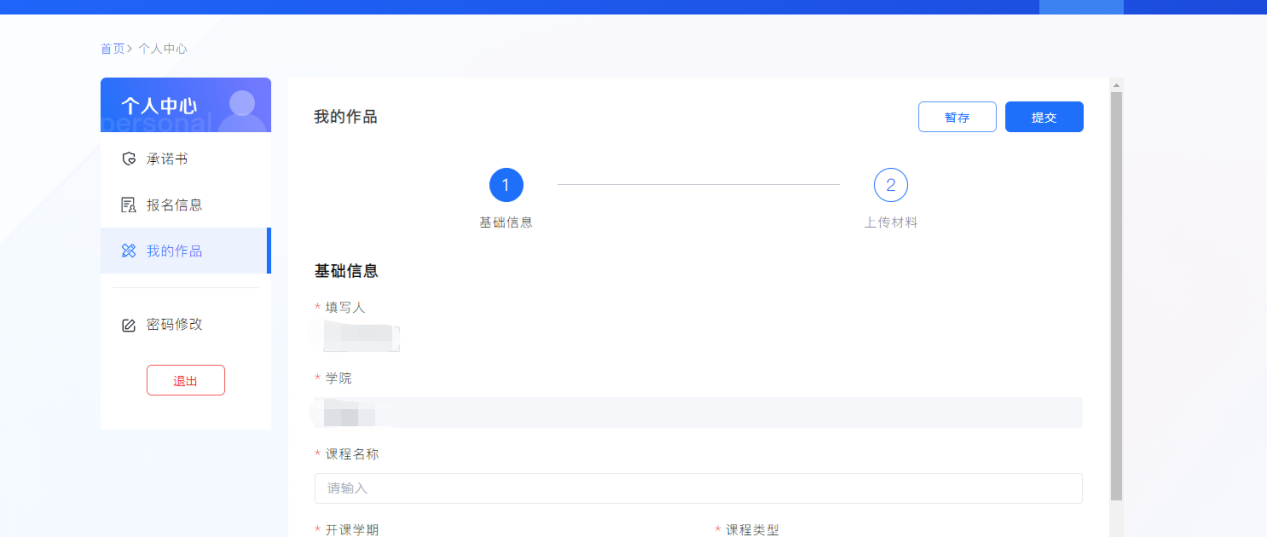 首页> 个人中心
个人中心
personal
承诺书
报名信息
我的作品
密码修改
退出
我的作品
暂存
提交
1
2
基础信息
上传材料
基础信息
* 填写人
* 学院
* 课程名称
请输入
* 开课学期
* 课程类型